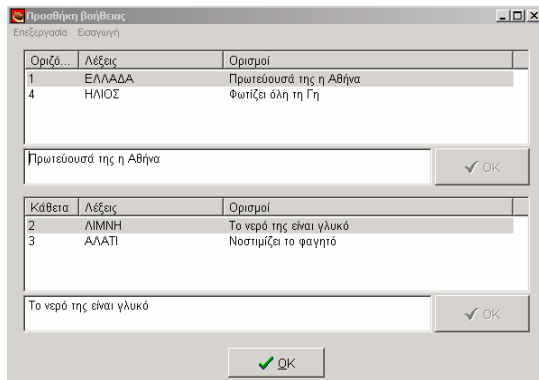 Προσθήκη βοήθειας
Επεξεργασία Εισαγωγή
Οριζό... Λέξεις Ορισμοί
1 ΕΛΛΑΔΑ Πρωτεύουσά της η Αθήνα
4 ΗΛΙΟΣ Φωτίζει όλη τη Γη
Πρωτεύουσά της η Αθήνα OK
Κάθετα Λέξεις Ορισμοί
2 ΛΙΜΝΗ Το νερό της είναι γλυκό
3 ΑΛΑΤΙ Νοστιμίζει το φαγητό
Το νερό της είναι γλυκό OK
OK